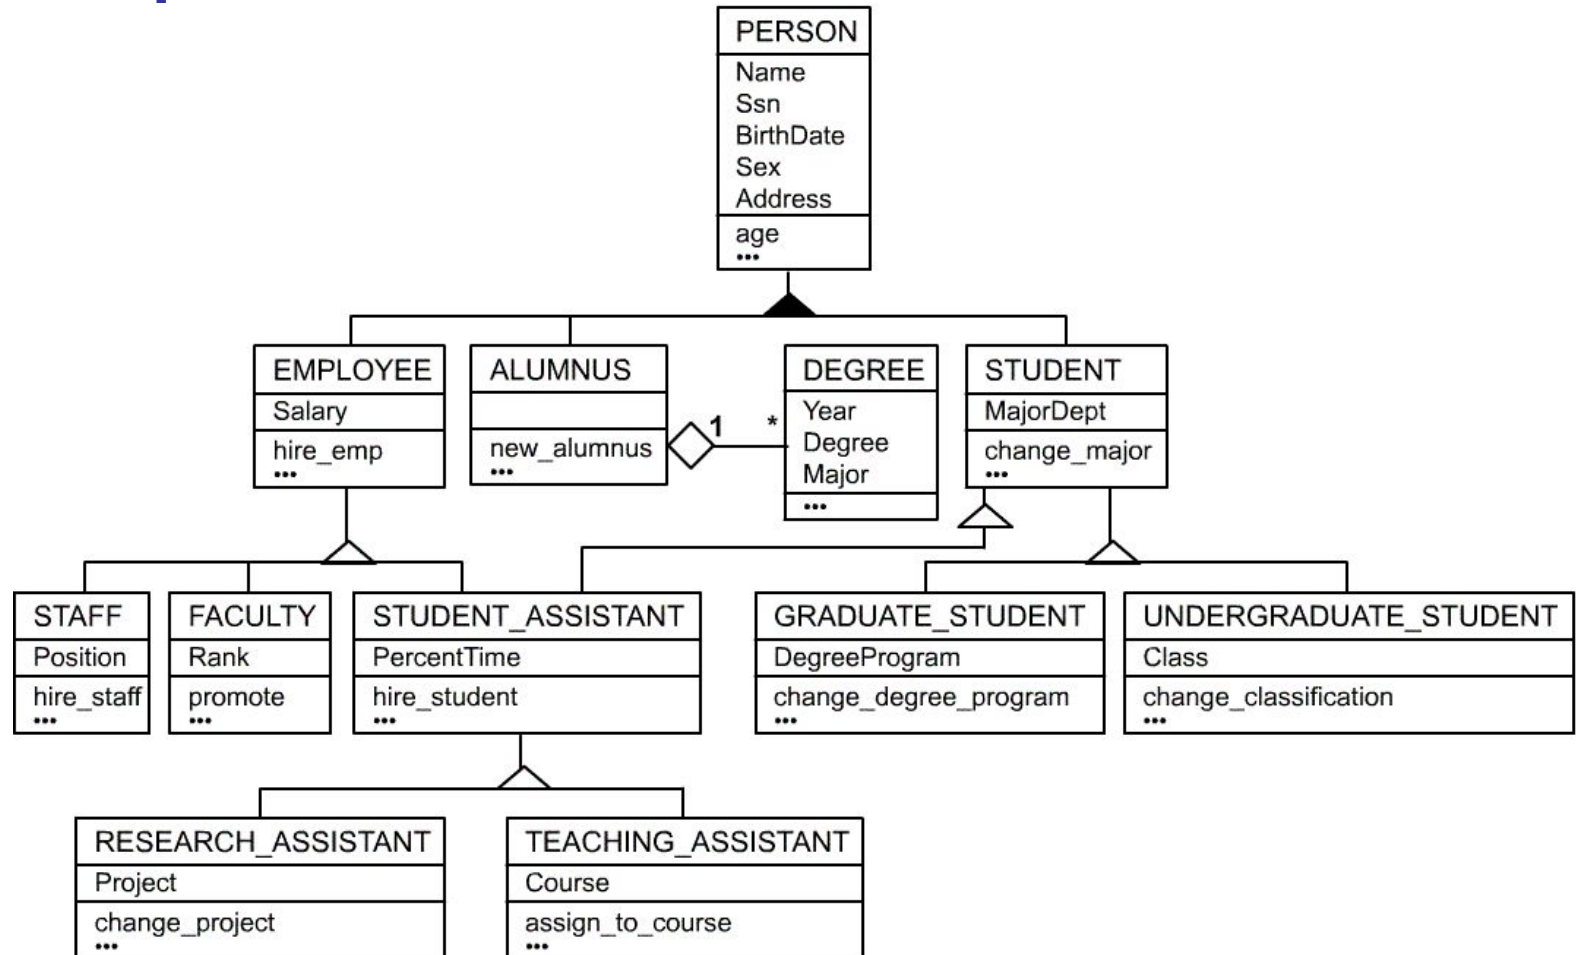 PERSON
Name
Ssn
BirthDate
Sex
Address
age
•••
EMPLOYEE
Salary
hire_emp
•••
ALUMNUS
new_alumnus
•••
1
*
DEGREE
Year
Degree
Major
•••
STUDENT
MajorDept
change_major
•••
STAFF
Position
hire_staff
•••
FACULTY
Rank
promote
•••
STUDENT_ASSISTANT
PercentTime
hire_student
•••
GRADUATE_STUDENT
DegreeProgram
change_degree_program
•••
UNDERGRADUATE_STUDENT
Class
change_classification
•••
RESEARCH_ASSISTANT
Project
change_project
•••
TEACHING_ASSISTANT
Course
assign_to_course
•••